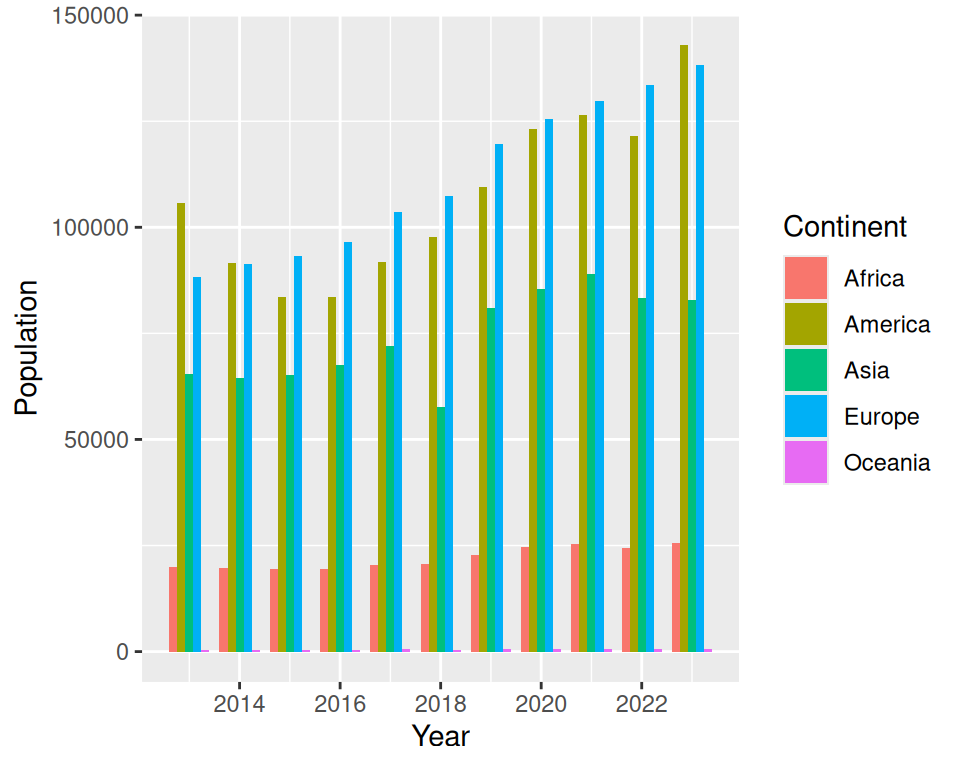 150000
100000
50000
0
Population
2014 2016 2018 2020 2022
Year
Continent
Africa
America
Asia
Europe
Oceania